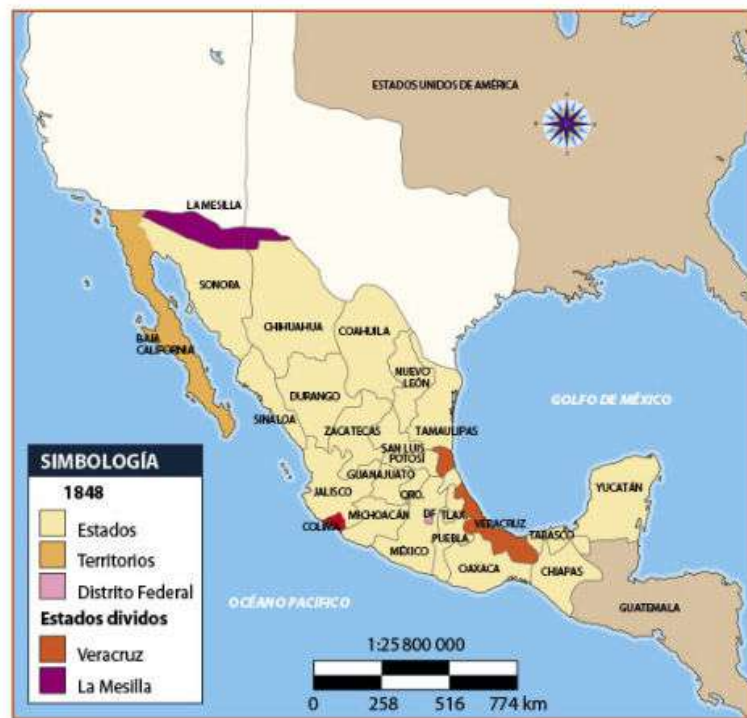 ESTADOS UNIDOS DE AMÉRICA
LA MESILLA
SONORA
CHIHUAHUA
COAHUILA
BAJA
CALIFORNIA
NUEVO
LEÓN
DURANGO
GOLFO DE MÉXICO
SINALOA
ZACATECAS
TAMAULIPAS
SAN LUIS
POTOSÍ
GUANAJUATO
YUCATÁN
JALISCO
QRO.
MICHOACÁN
DF
TLAX.
VERACRUZ
COLIMA
TABASCO
PUEBLA
MÉXICO
OAXACA
CHIAPAS
OCÉANO PACIFICO
GUATEMALA
SIMBOLOGÍA
1848
Estados
Territorios
Distrito Federal
Estados dividos
Veracruz
La Mesilla
1:25 800 000
0 258 516 774 km